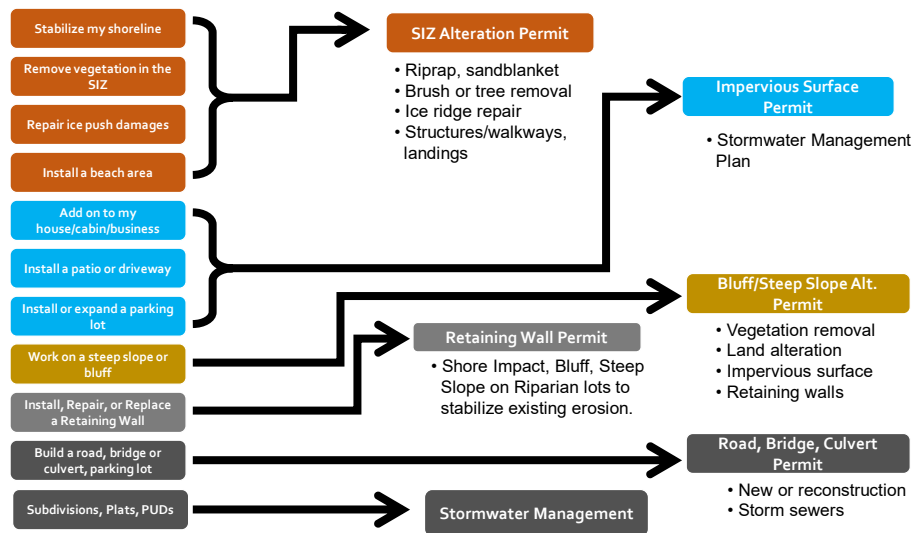 Stabilize my shoreline
Remove vegetation in the
SIZ
Repair ice push damages
Install a beach area
Add on to my
house/cabin/business
Install a patio or driveway
Install or expand a parking
lot
Work on a steep slope or
bluff
Install, Repair, or Replace
a Retaining Wall
Build a road, bridge or
culvert, parking lot
Subdivisions, Plats, PUDs
SIZ Alteration Permit
• Riprap, sandblanket
• Brush or tree removal
• Ice ridge repair
• Structures/walkways,
landings
Retaining Wall Permit
• Shore Impact, Bluff, Steep
Slope on Riparian lots to
stabilize existing erosion.
Stormwater Management
Impervious Surface
Permit
• Stormwater Management
Plan
Bluff/Steep Slope Alt.
Permit
• Vegetation removal
• Land alteration
• Impervious surface
• Retaining walls
Road, Bridge, Culvert
Permit
• New or reconstruction
• Storm sewers